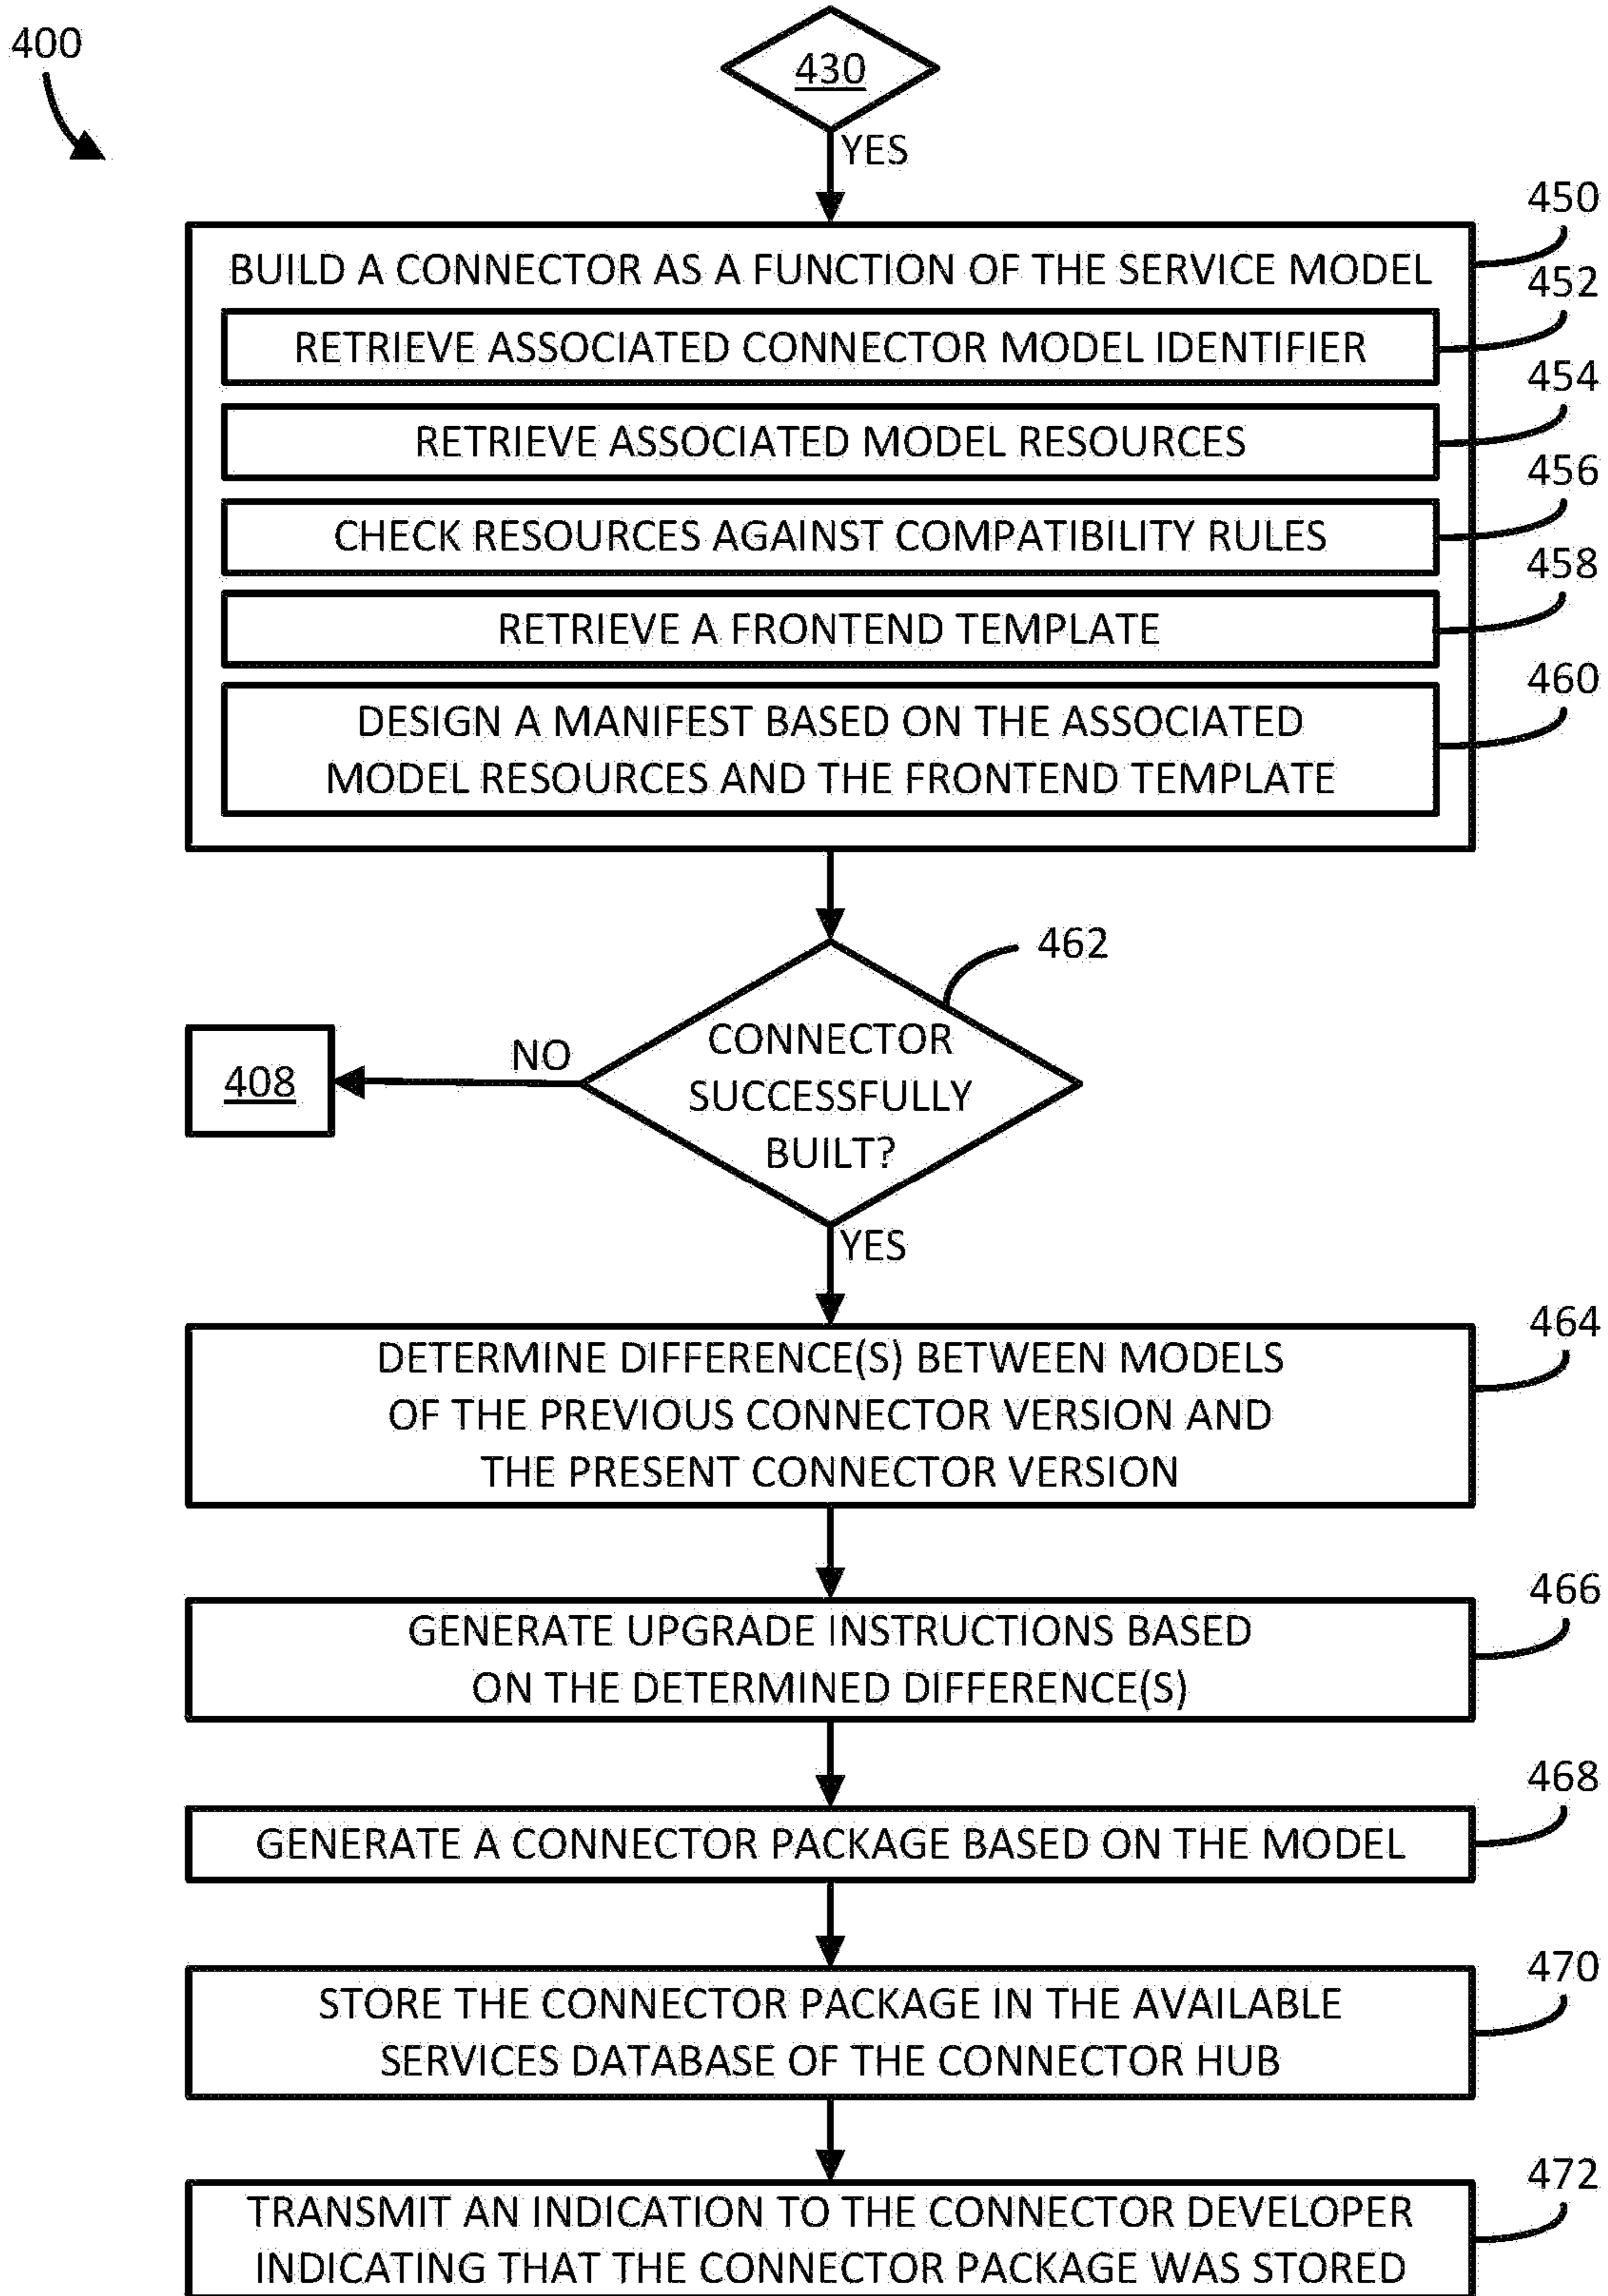 400
430
YES
450
BUILD A CONNECTOR AS A FUNCTION OF THE SERVICE MODEL
452
RETRIEVE ASSOCIATED CONNECTOR MODEL IDENTIFIER
454
RETRIEVE ASSOCIATED MODEL RESOURCES
456
CHECK RESOURCES AGAINST COMPATIBILITY RULES
458
RETRIEVE A FRONTEND TEMPLATE
460
DESIGN A MANIFEST BASED ON THE ASSOCIATED
MODEL RESOURCES AND THE FRONTEND TEMPLATE
462
CONNECTOR
SUCCESSFULLY
BUILT?
NO
408
YES
464
DETERMINE DIFFERENCE(S) BETWEEN MODELS
OF THE PREVIOUS CONNECTOR VERSION AND
THE PRESENT CONNECTOR VERSION
466
GENERATE UPGRADE INSTRUCTIONS BASED
ON THE DETERMINED DIFFERENCE(S)
468
GENERATE A CONNECTOR PACKAGE BASED ON THE MODEL
470
STORE THE CONNECTOR PACKAGE IN THE AVAILABLE
SERVICES DATABASE OF THE CONNECTOR HUB
472
TRANSMIT AN INDICATION TO THE CONNECTOR DEVELOPER
INDICATING THAT THE CONNECTOR PACKAGE WAS STORED